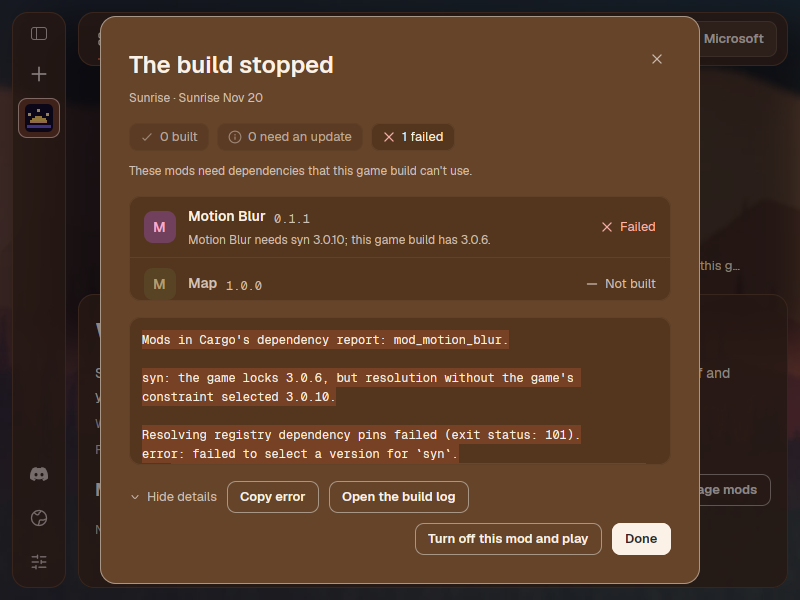 Microsoft
The build stopped
Sunrise · Sunrise Nov 20
0 built
0 need an update
1 failed
These mods need dependencies that this game build can't use.
M
Motion Blur 0.1.1
Motion Blur needs syn 3.0.10; this game build has 3.0.6.
Failed
M
Map 1.0.0
Not built
this g...
Mods in Cargo's dependency report: mod_motion_blur.
syn: the game locks 3.0.6, but resolution without the game's
constraint selected 3.0.10.
Resolving registry dependency pins failed (exit status: 101).
error: failed to select a version for `syn`.
f and
Hide details
Copy error
Open the build log
age mods
Turn off this mod and play
Done